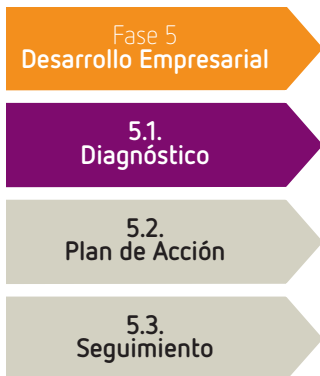 Fase 5
Desarrollo Empresarial
5.1.
Diagnóstico
5.2.
Plan de Acción
5.3.
Seguimiento